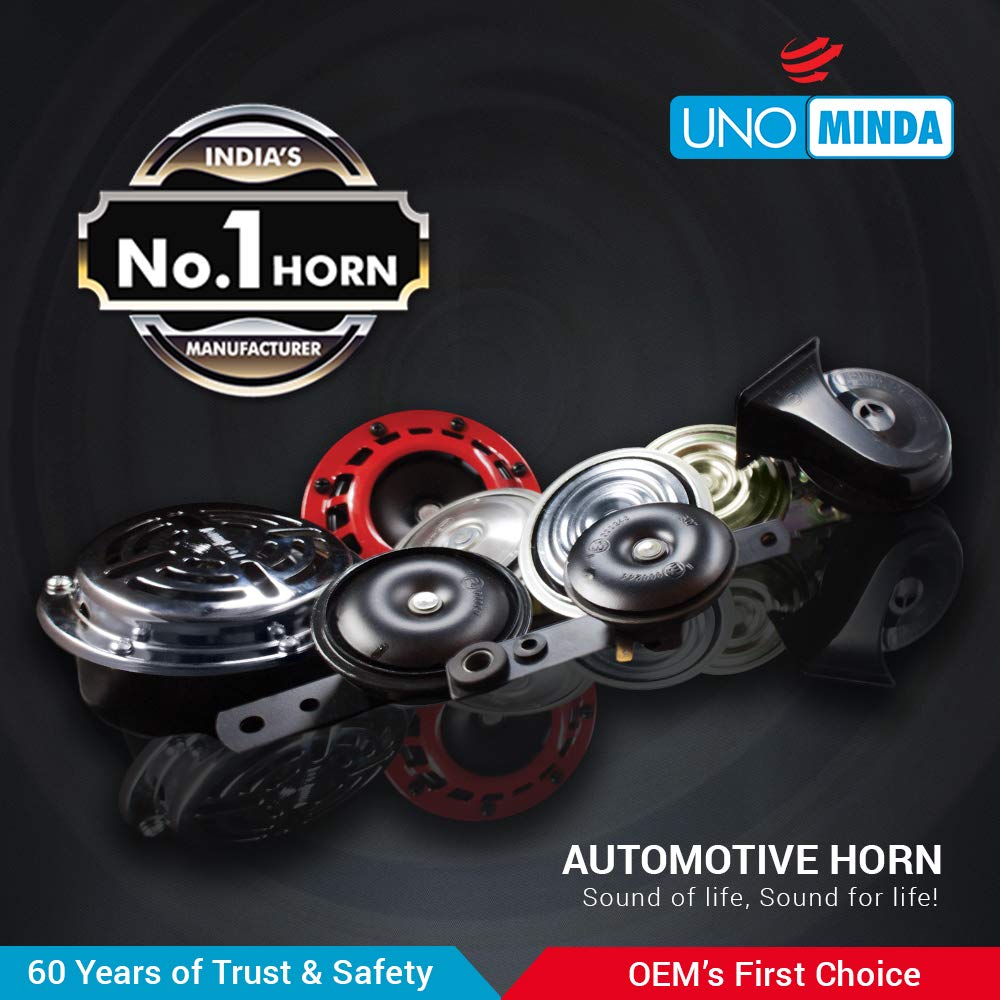 UNO MINDA
INDIA'S
No.1 HORN
MANUFACTURER
AUTOMOTIVE HORN
Sound of life, Sound for life!
60 Years of Trust & Safety
OEM's First Choice